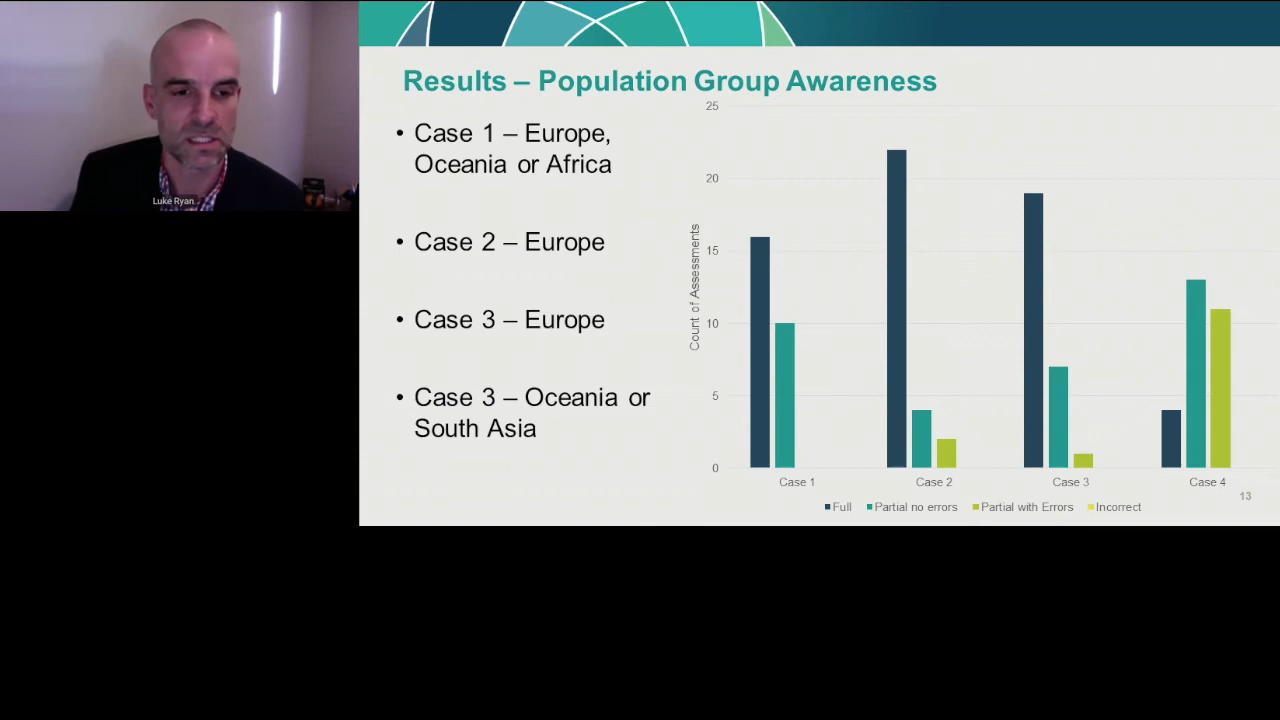 Luke Ryan
Results – Population Group Awareness
• Case 1 – Europe,
Oceania or Africa
• Case 2 – Europe
• Case 3 – Europe
• Case 3 – Oceania or
South Asia
Count of Assessments
25
20
15
10
5
0
Case 1 Case 2 Case 3 Case 4
Full Partial no errors Partial with Errors Incorrect
13